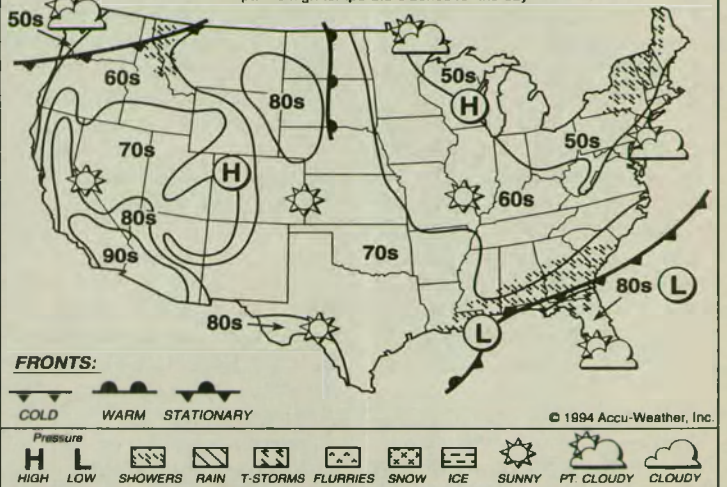 50s
60s
80s
50s
H
50s
70s
H
60s
80s
90s
70s
80s
L
80s
L
FRONTS:
COLD WARM STATIONARY
© 1994 Accu-Weather, Inc.
Pressure
H L
HIGH LOW SHOWERS RAIN T-STORMS FLURRIES SNOW ICE SUNNY PT. CLOUDY CLOUDY